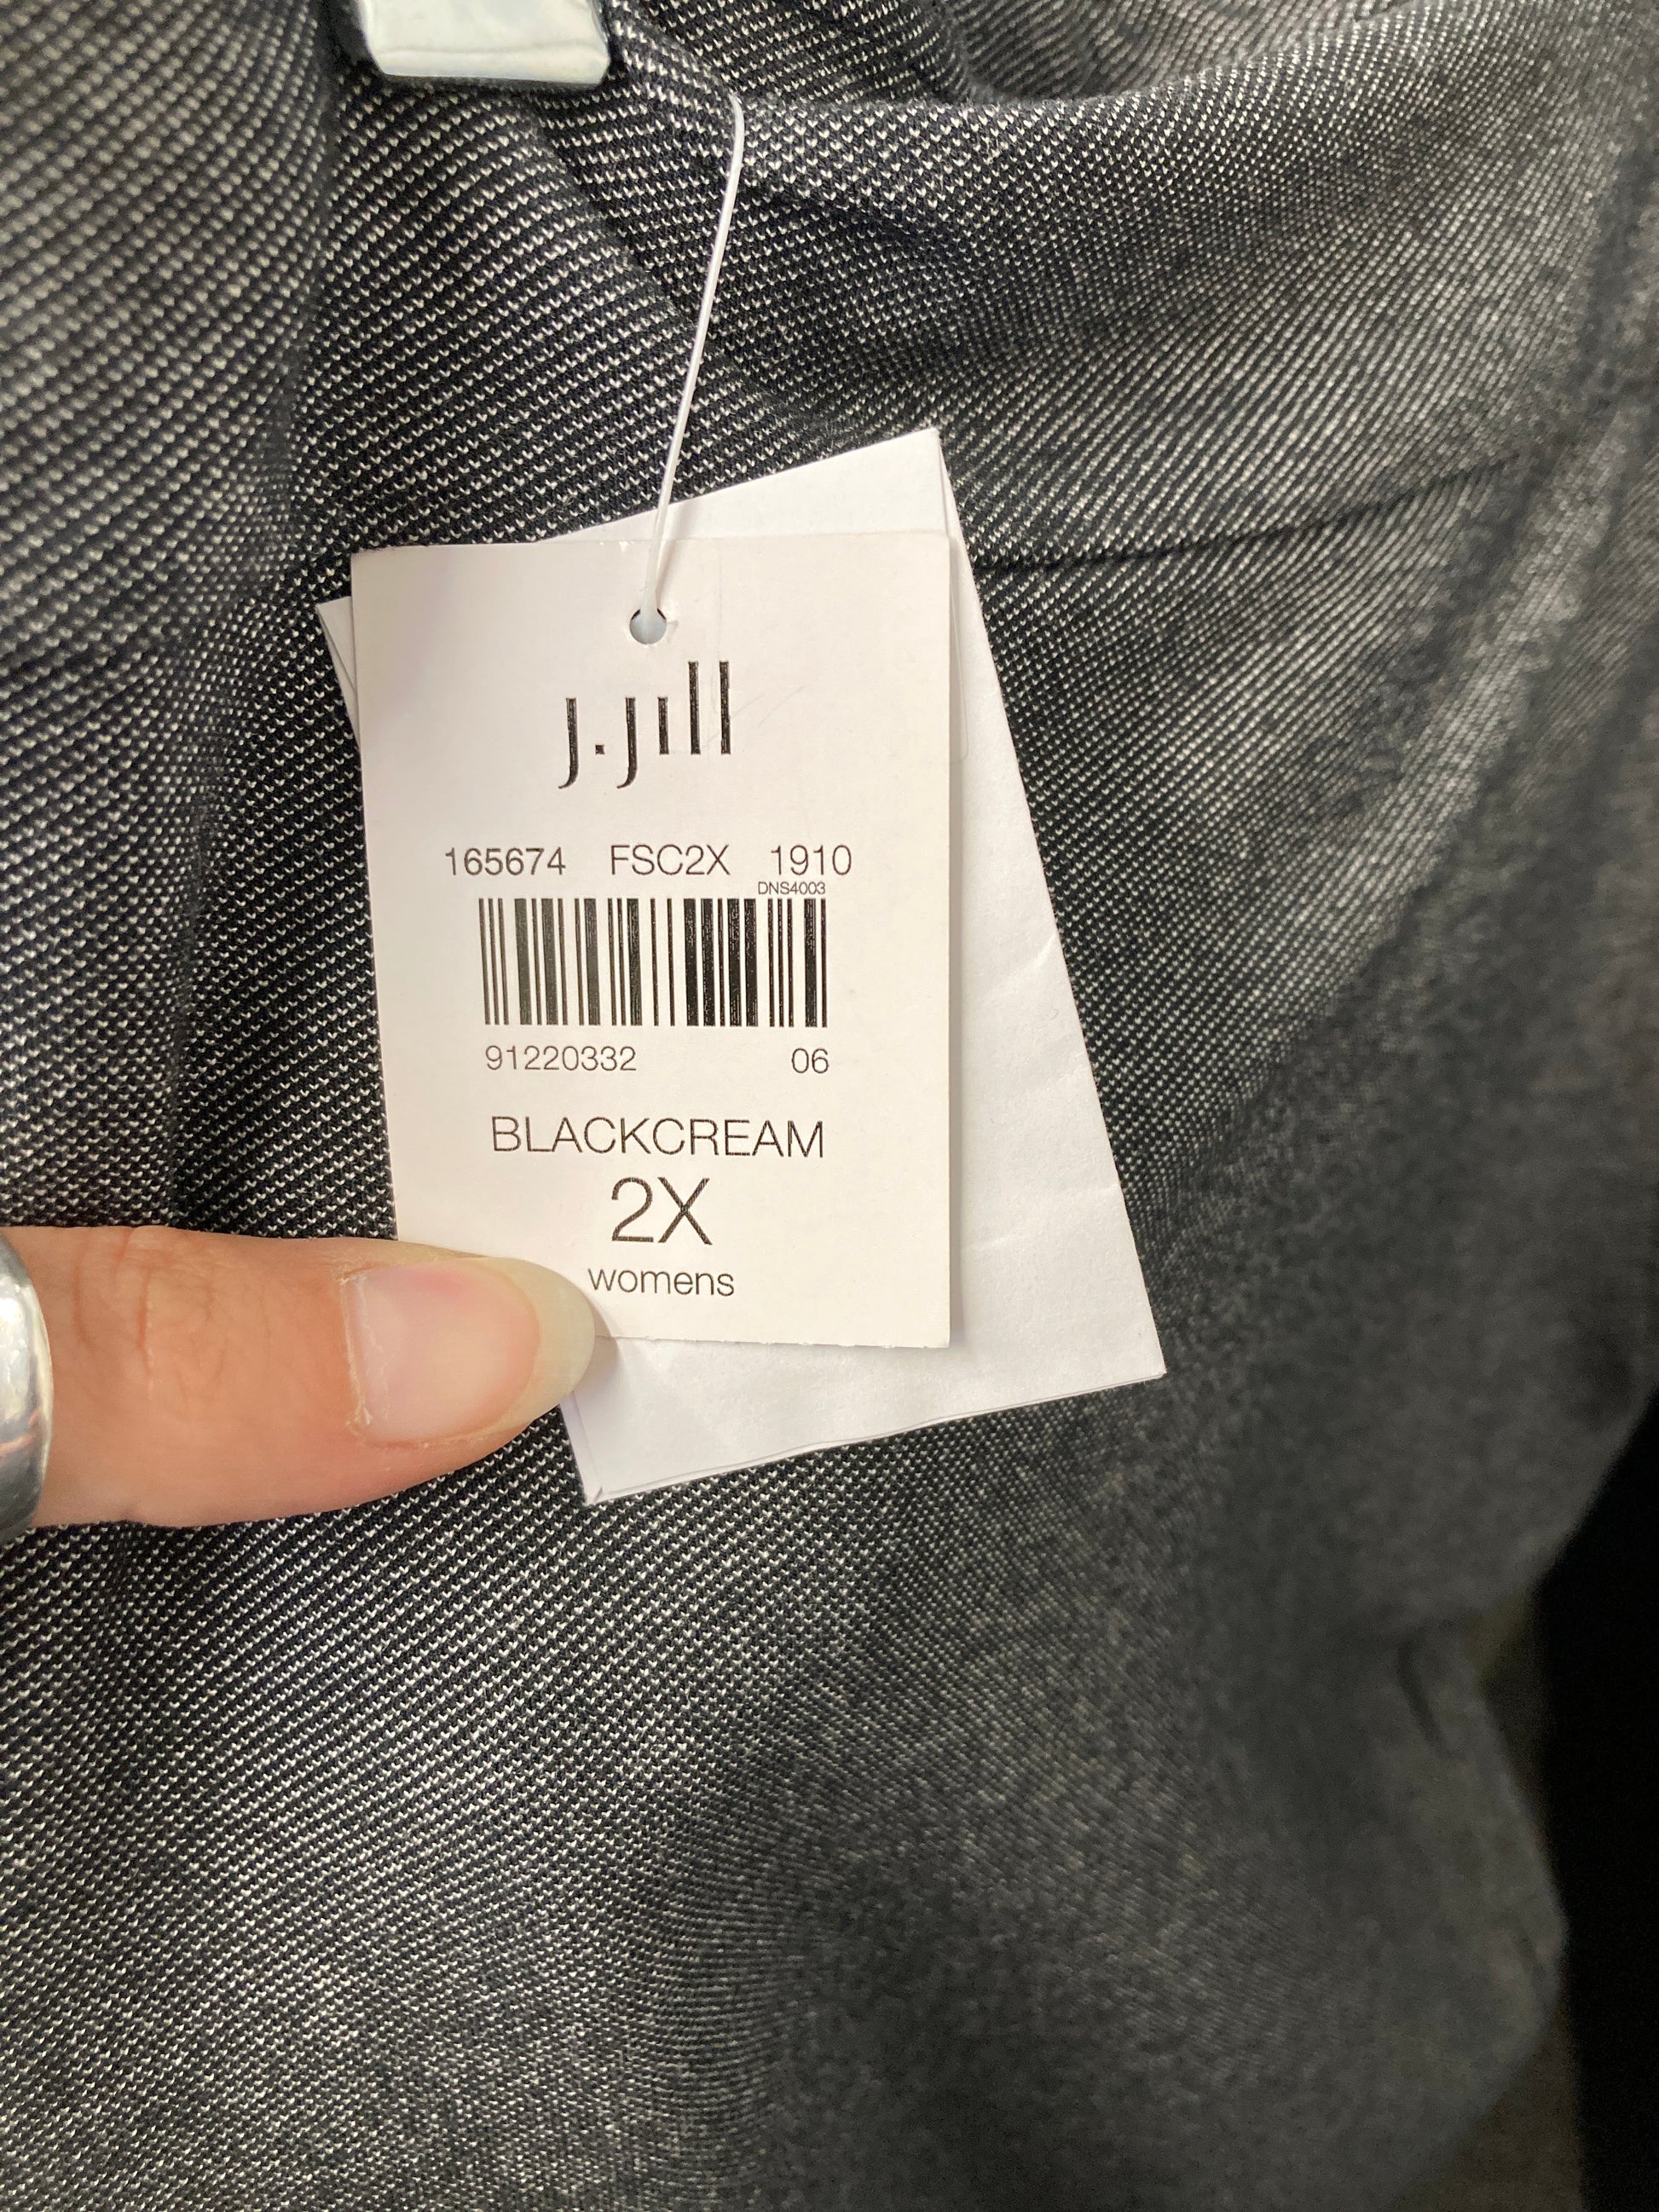 j.jill
165674 FSC2X 1910
DNS4003
91220332 06
BLACKCREAM
2X
womens